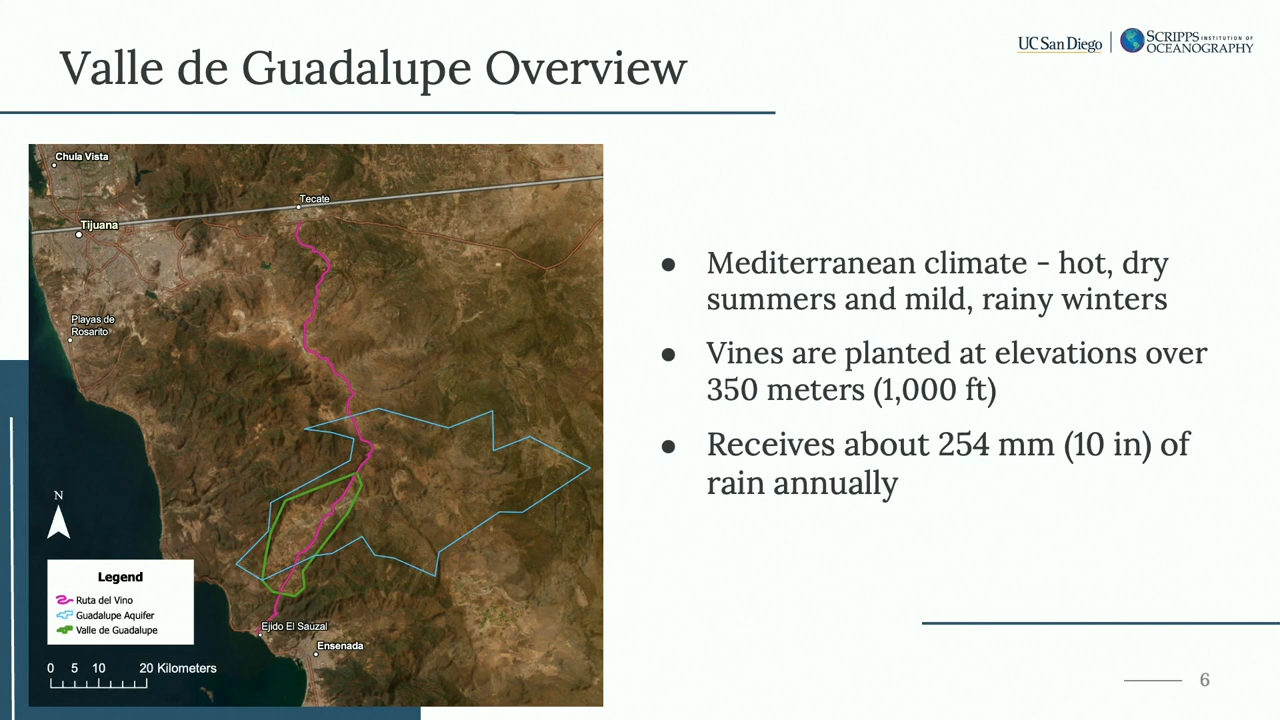 Valle de Guadalupe Overview
UC San Diego
SCRIPPS INSTITUTION OF
OCEANOGRAPHY
Chula Vista
Tecate
Tijuana
Playas de
Rosarito
N
Legend
Ruta del Vino
Guadalupe Aquifer
Valle de Guadalupe
Ejido El Sauzal
Ensenada
0 5 10 20 Kilometers
● Mediterranean climate - hot, dry
summers and mild, rainy winters
● Vines are planted at elevations over
350 meters (1,000 ft)
● Receives about 254 mm (10 in) of
rain annually
6